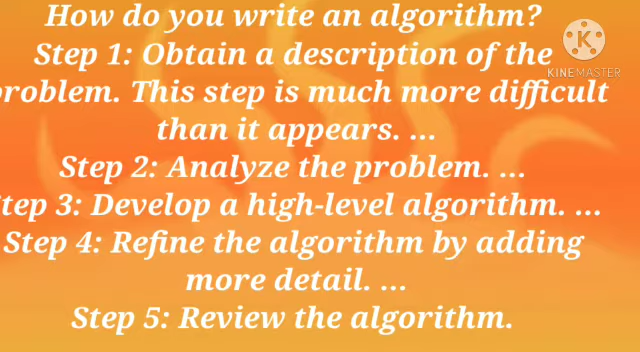 How do you write an algorithm?
Step 1: Obtain a description of the
problem. This step is much more difficult
than it appears. ...
Step 2: Analyze the problem. ...
Step 3: Develop a high-level algorithm. ...
Step 4: Refine the algorithm by adding
more detail. ...
Step 5: Review the algorithm.
K
KINEMASTER